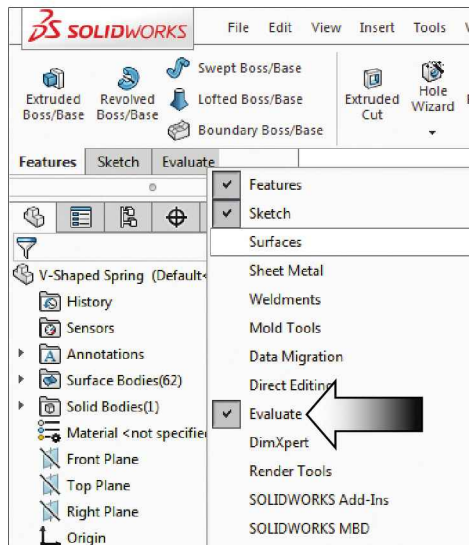 SOLIDWORKS File Edit View Insert Tools
Swept Boss/Base
Extruded Boss/Base
Revolved Boss/Base
Lofted Boss/Base
Extruded Cut
Hole Wizard
Boundary Boss/Base
Features Sketch Evaluate
Features
Sketch
Surfaces
Sheet Metal
Weldments
Mold Tools
Data Migration
Direct Editing
Evaluate
DimXpert
Render Tools
SOLIDWORKS Add-Ins
SOLIDWORKS MBD
V-Shaped Spring (Default<
History
Sensors
Annotations
Surface Bodies(62)
Solid Bodies(1)
Material <not specifie
Front Plane
Top Plane
Right Plane
Origin